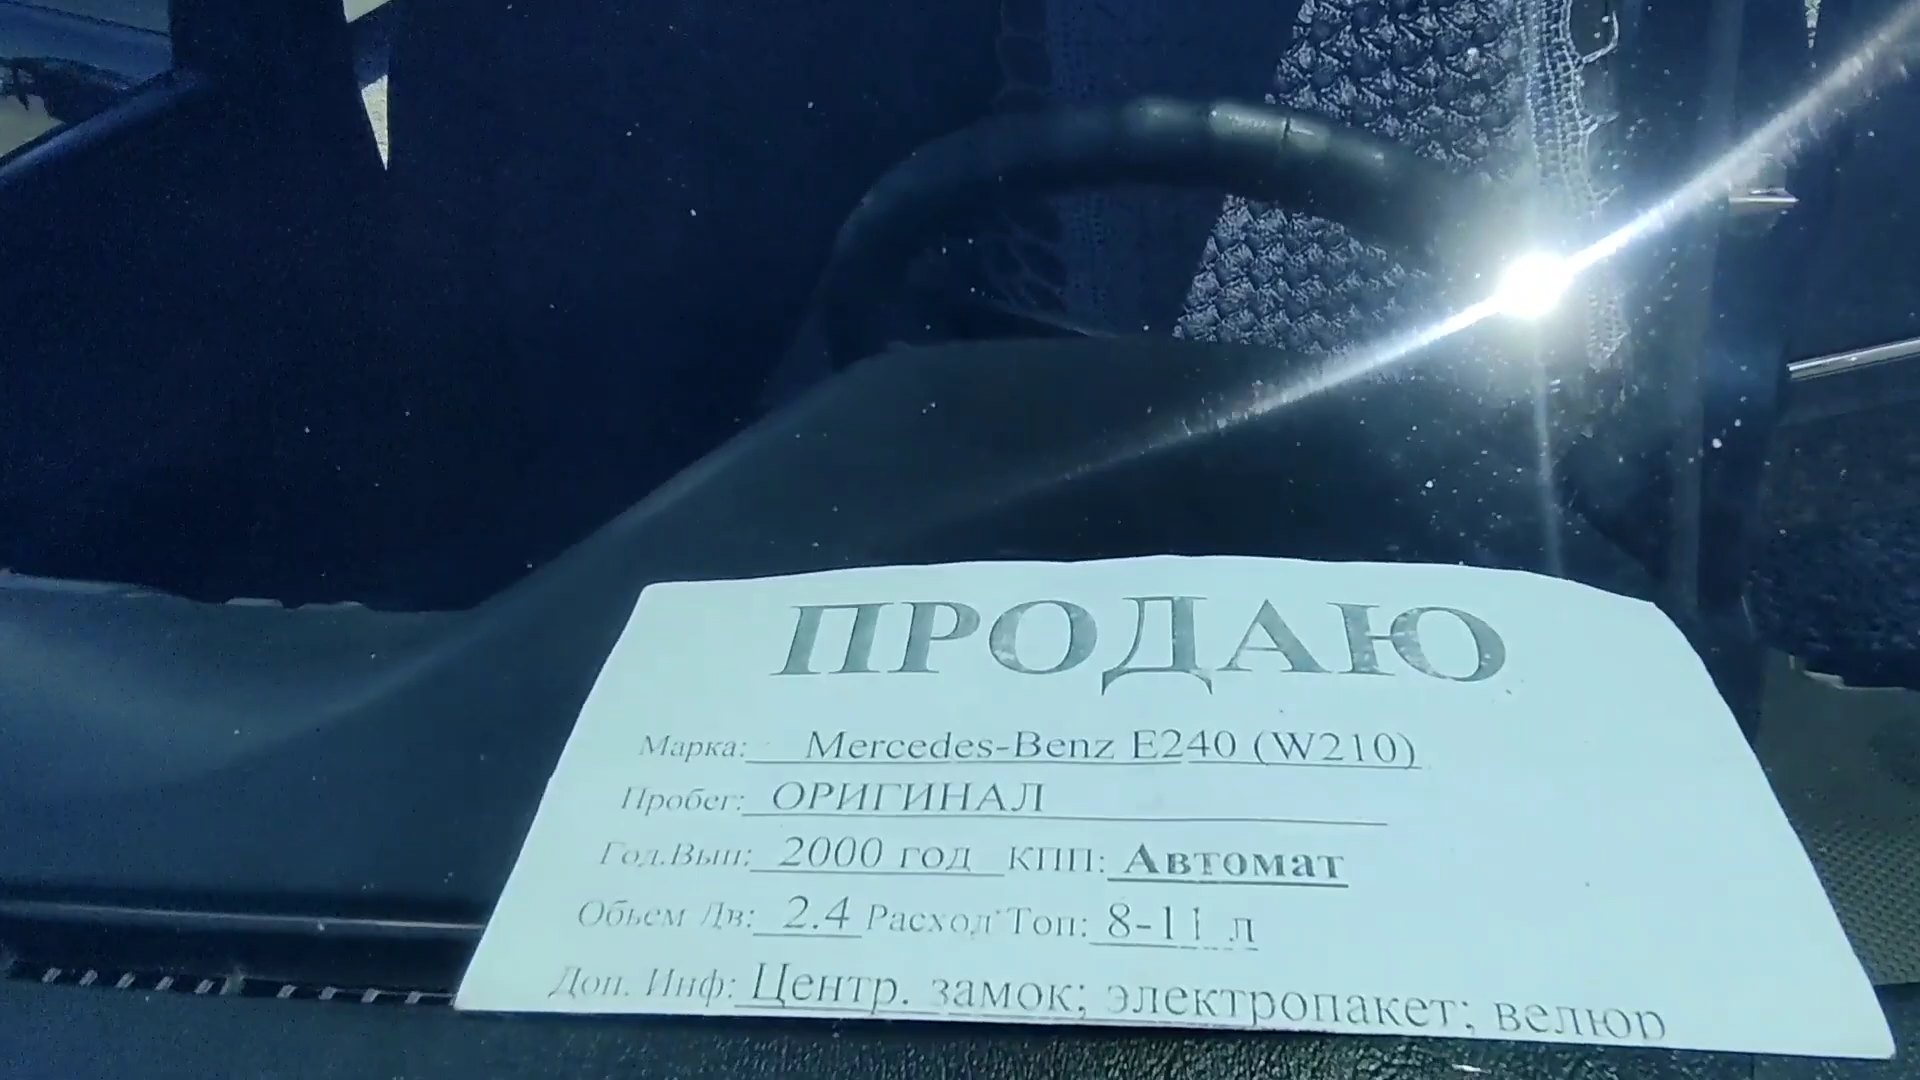 ПРОДАЮ
Марка: Mercedes-Benz E240 (W210)
Пробег: ОРИГИНАЛ
Год.Вып: 2000 год КПП: Автомат
Обьем Дв: 2.4 Расход Топ: 8-11 л
Доп. Инф: Центр. замок; электропакет; велюр